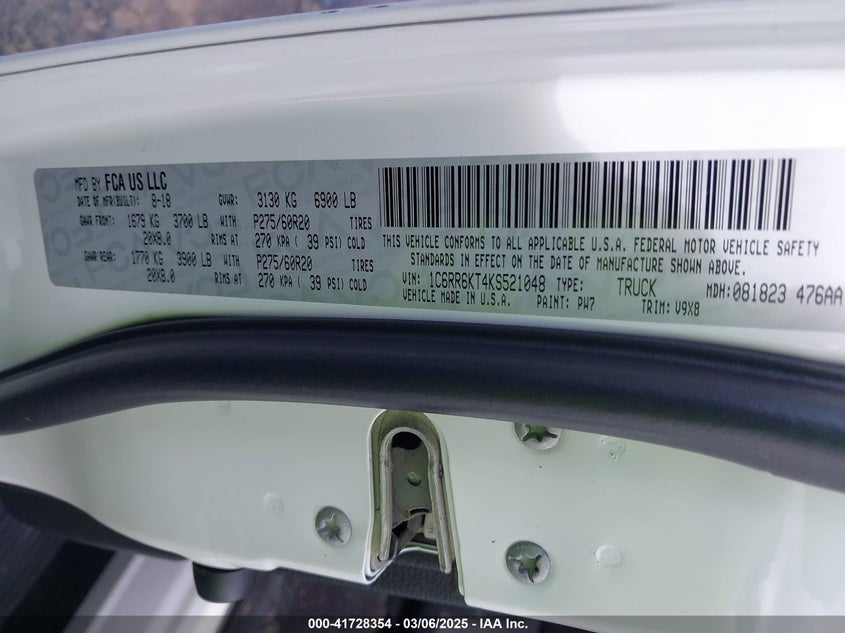 MFD BY FCA US LLC
DATE OF MFR(BUILT): 8-18 GVWR: 3130 KG 6900 LB
GAWR FRONT: 1679 KG 3700 LB WITH P275/60R20 TIRES
20X8.0 RIMS AT 270 KPA ( 39 PSI) COLD
GAWR REAR: 1770 KG 3900 LB WITH P275/60R20 TIRES
20X8.0 RIMS AT 270 KPA ( 39 PSI) COLD
THIS VEHICLE CONFORMS TO ALL APPLICABLE U.S.A. FEDERAL MOTOR VEHICLE SAFETY
STANDARDS IN EFFECT ON THE DATE OF MANUFACTURE SHOWN ABOVE.
VIN: 1C6RR6KT4KS521048 TYPE: TRUCK MDH:081823 476AA
VEHICLE MADE IN U.S.A. PAINT: PW7 TRIM: V9X8
000-41728354 - 03/06/2025 - IAA Inc.